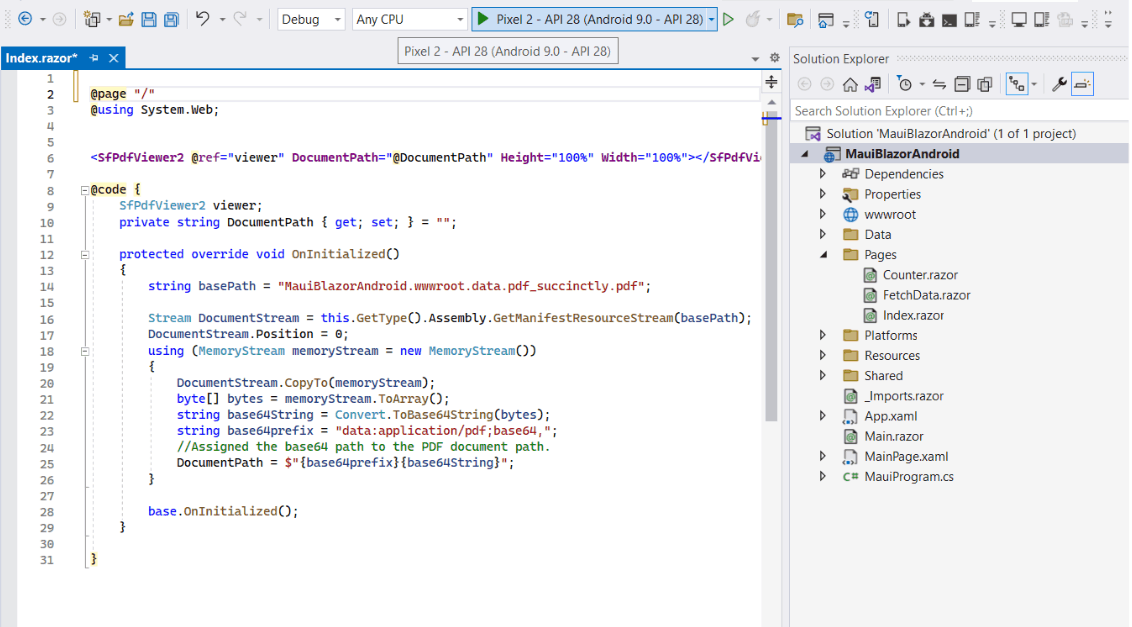 Debug
Any CPU
Pixel 2 - API 28 (Android 9.0 - API 28)
Pixel 2 - API 28 (Android 9.0 - API 28)
Index.razor*
1
2 @page "/"
3 @using System.Web;
4
5
6 <SfPdfViewer2 @ref="viewer" DocumentPath="@DocumentPath" Height="100%" Width="100%"></SfPdfVi
7
8 @code {
9 SfPdfViewer2 viewer;
10 private string DocumentPath { get; set; } = "";
11
12 protected override void OnInitialized()
13 {
14 string basePath = "MauiBlazorAndroid.wwwroot.data.pdf_succinctly.pdf";
15
16 Stream DocumentStream = this.GetType().Assembly.GetManifestResourceStream(basePath);
17 DocumentStream.Position = 0;
18 using (MemoryStream memoryStream = new MemoryStream())
19 {
20 DocumentStream.CopyTo(memoryStream);
21 byte[] bytes = memoryStream.ToArray();
22 string base64String = Convert.ToBase64String(bytes);
23 string base64prefix = "data:application/pdf;base64,";
24 //Assigned the base64 path to the PDF document path.
25 DocumentPath = $"{base64prefix}{base64String}";
26 }
27
28 base.OnInitialized();
29 }
30
31 }
Solution Explorer
Search Solution Explorer (Ctrl+;)
Solution 'MauiBlazorAndroid' (1 of 1 project)
MauiBlazorAndroid
Dependencies
Properties
wwwroot
Data
Pages
Counter.razor
FetchData.razor
Index.razor
Platforms
Resources
Shared
_Imports.razor
App.xaml
Main.razor
MainPage.xaml
C# MauiProgram.cs